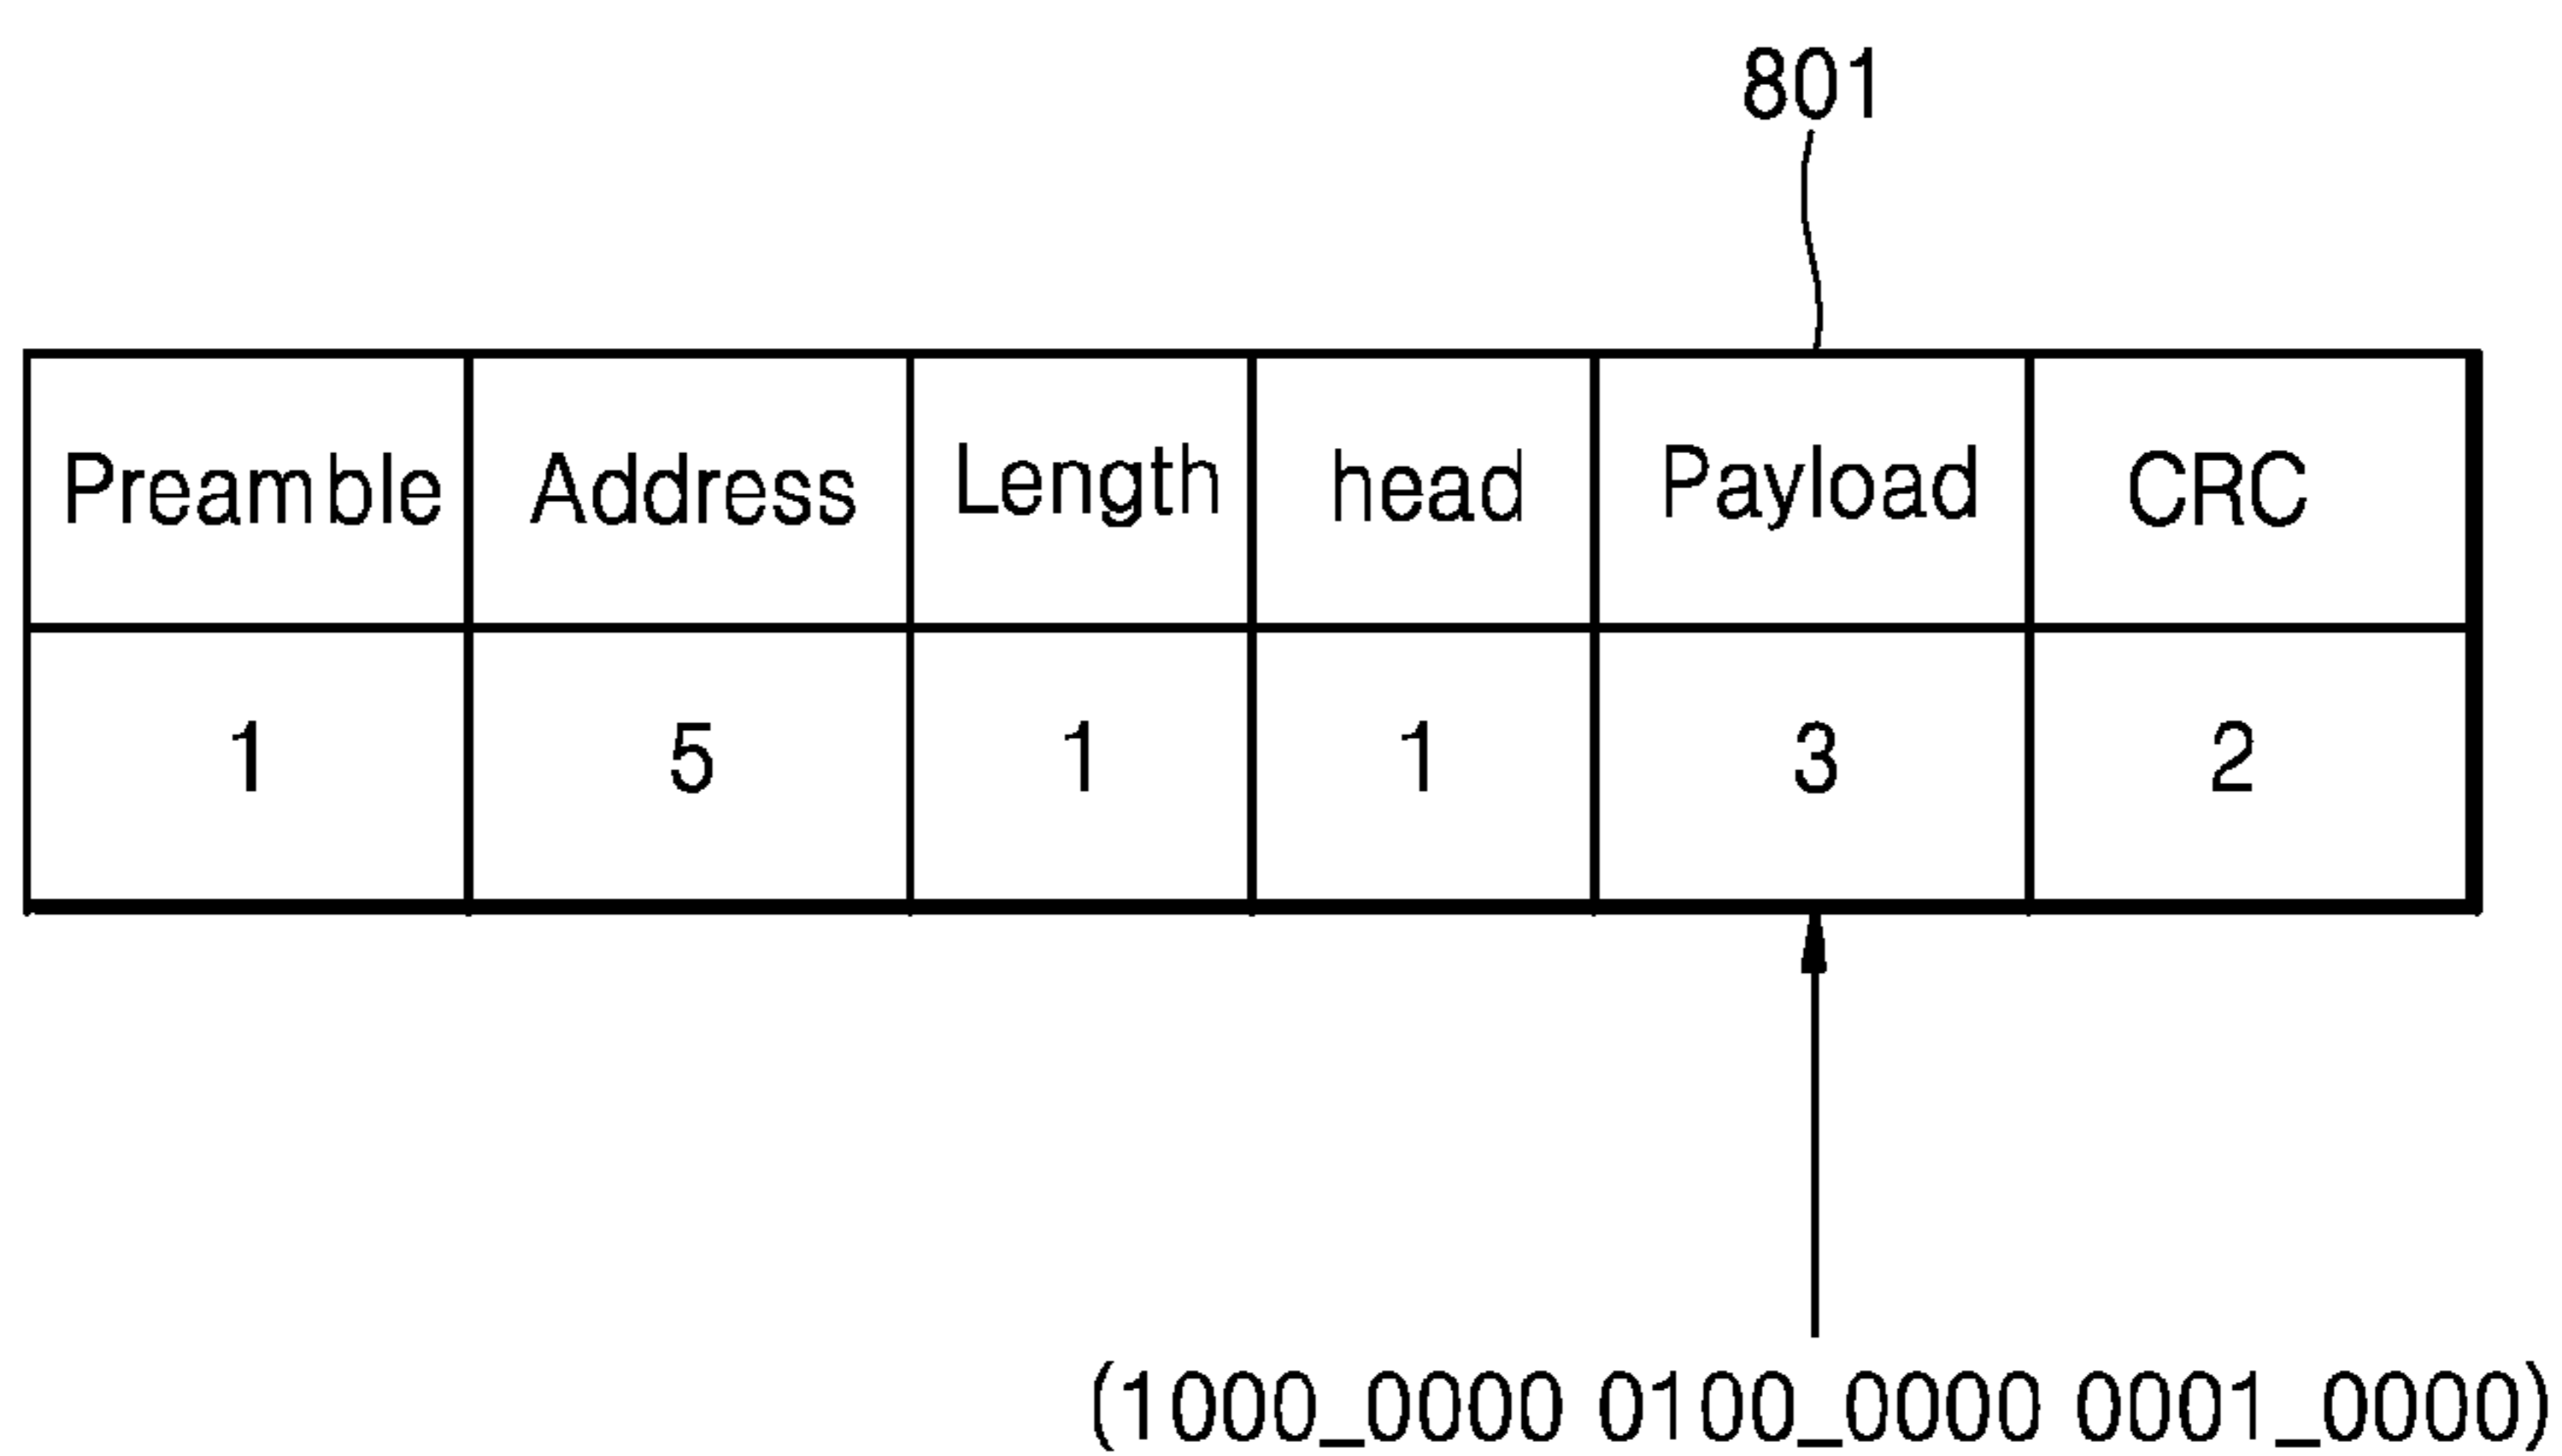 801
Preamble Address Length head Payload CRC
1 5 1 1 3 2
(1000_0000 0100_0000 0001_0000)